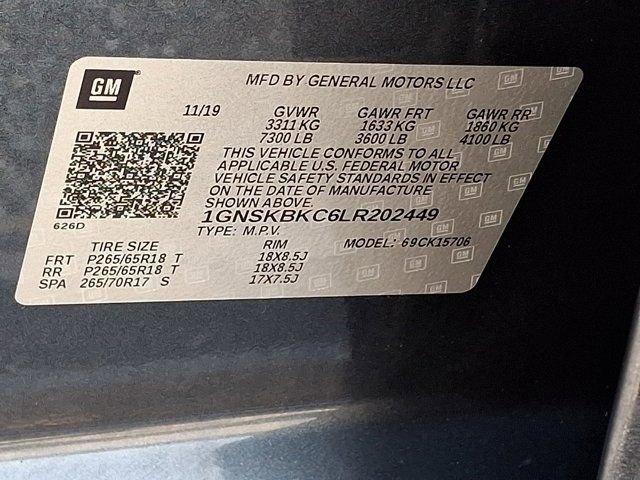 GM
MFD BY GENERAL MOTORS LLC
11/19 GVWR GAWR FRT GAWR RR
3311 KG 1633 KG 1860 KG
7300 LB 3600 LB 4100 LB
THIS VEHICLE CONFORMS TO ALL
APPLICABLE U.S. FEDERAL MOTOR
VEHICLE SAFETY STANDARDS IN EFFECT
ON THE DATE OF MANUFACTURE
SHOWN ABOVE.
626D
1GNSKBKC6LR202449
TYPE: M.P.V. MODEL: 69CK15706
TIRE SIZE RIM
FRT P265/65R18 T 18X8.5J
RR P265/65R18 T 18X8.5J
SPA 265/70R17 S 17X7.5J